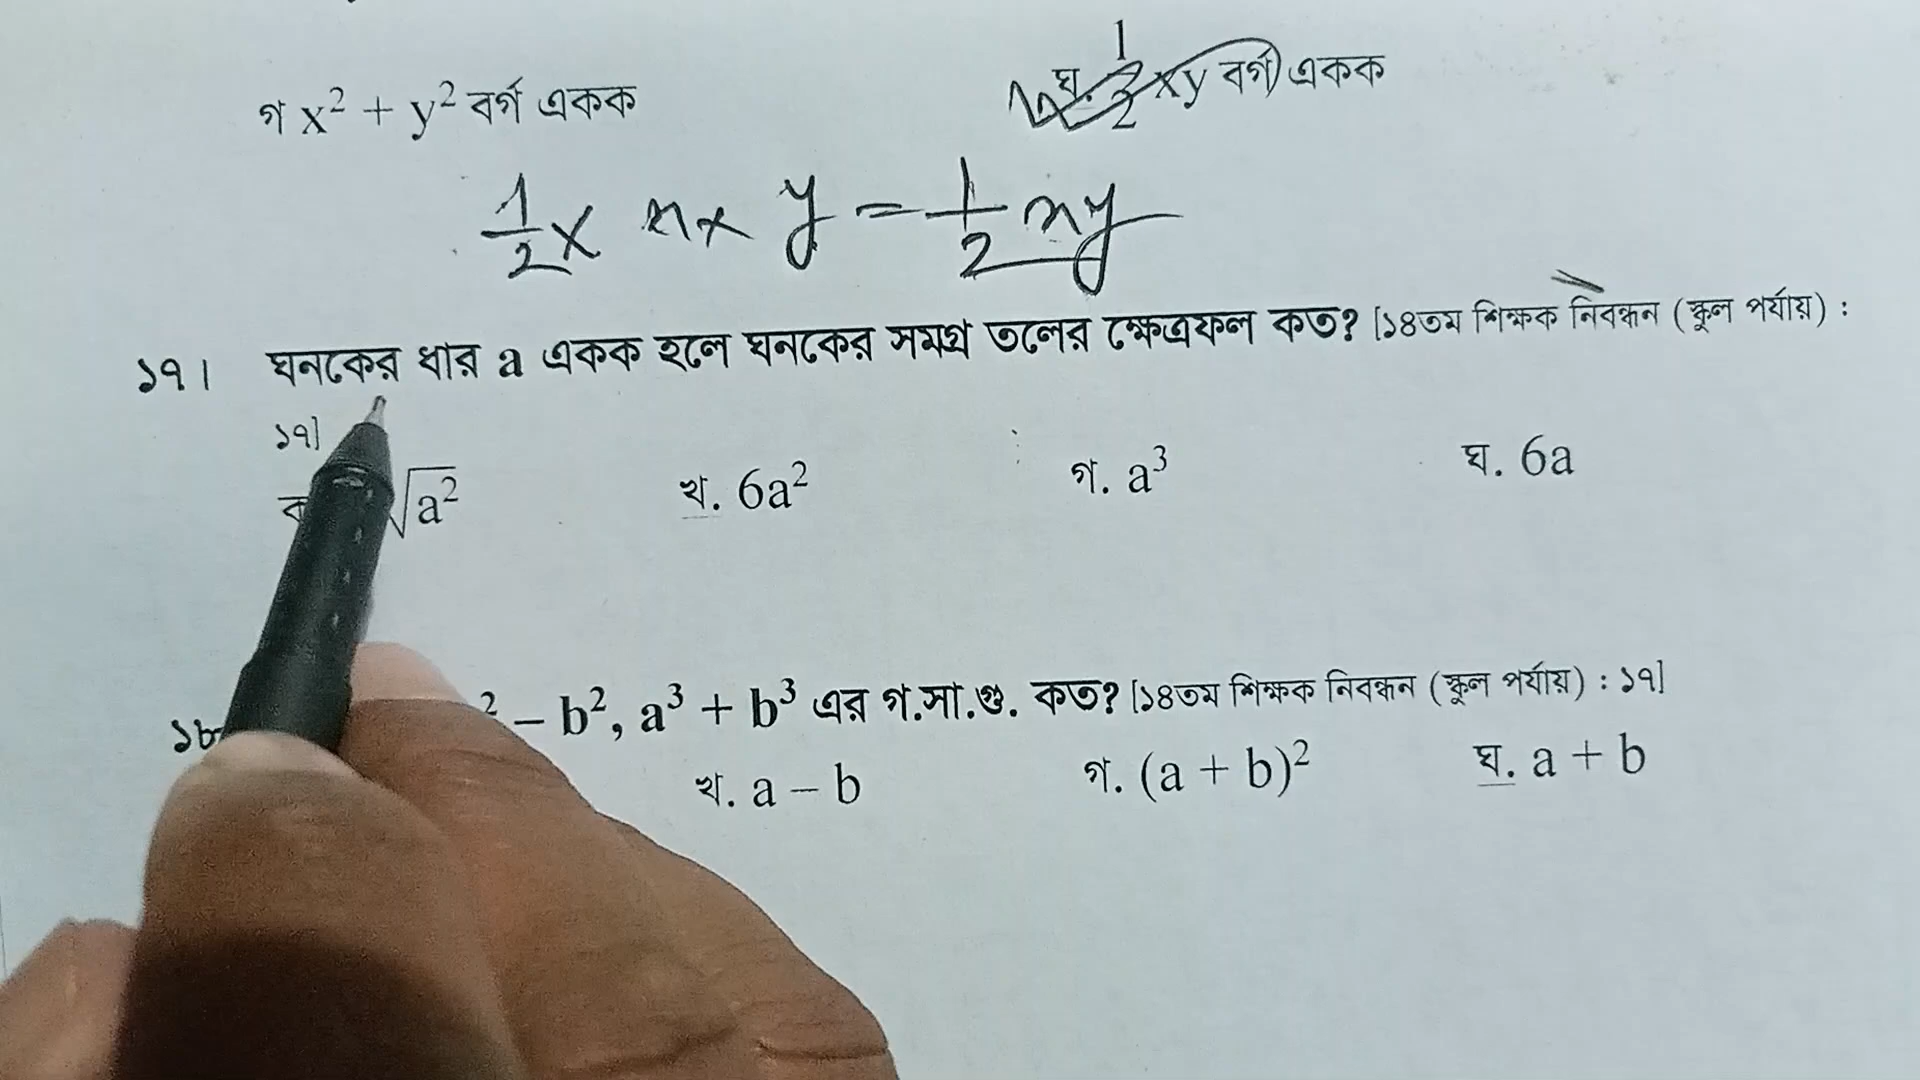 গ x² + y² বর্গ একক
ঘ. 1/2 xy বর্গ একক
1/2 x x x y = 1/2 xy
১৭। ঘনকের ধার a একক হলে ঘনকের সমগ্র তলের ক্ষেত্রফল কত? [১৪তম শিক্ষক নিবন্ধন (স্কুল পর্যায়) :
১৭]
√a² খ. 6a² গ. a³ ঘ. 6a
² – b², a³ + b³ এর গ.সা.গু. কত? [১৪তম শিক্ষক নিবন্ধন (স্কুল পর্যায়) : ১৭]
খ. a – b গ. (a + b)² ঘ. a + b